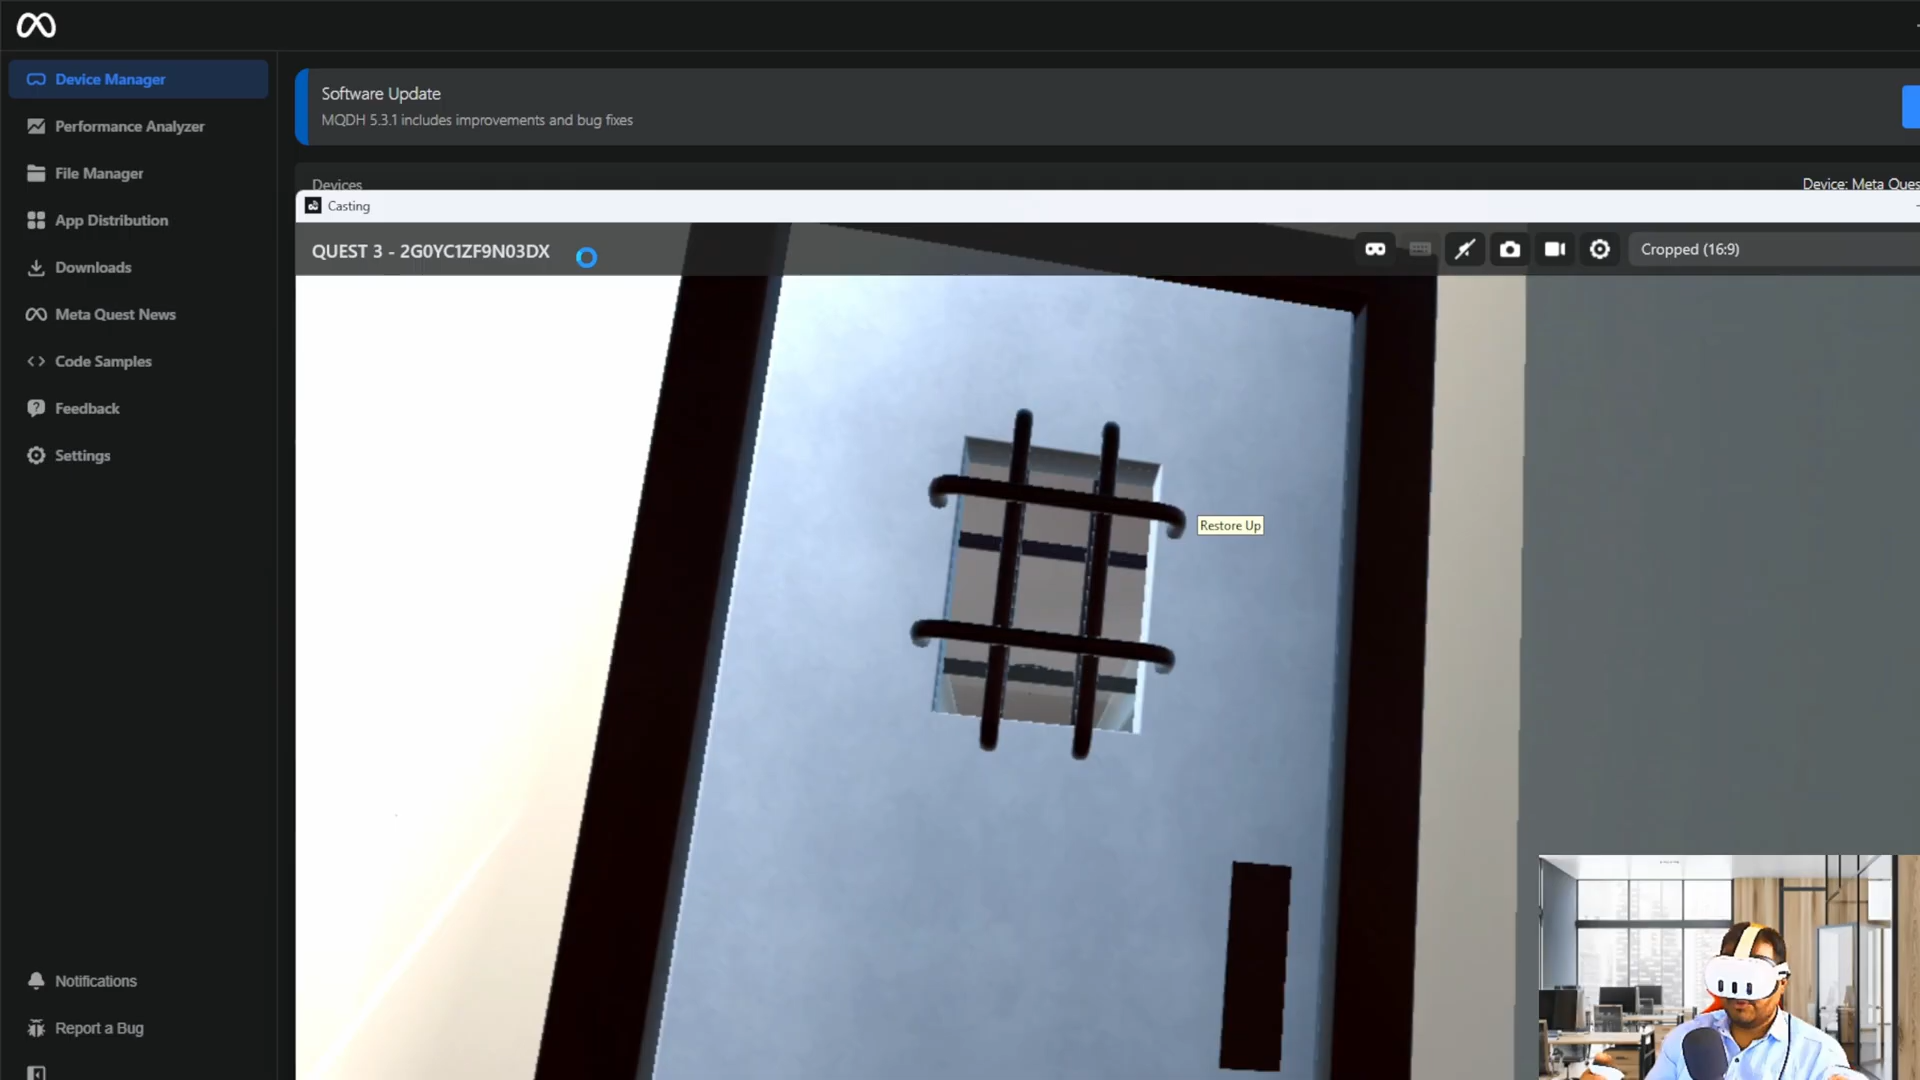 Device Manager
Performance Analyzer
File Manager
App Distribution
Downloads
Meta Quest News
Code Samples
Feedback
Settings
Notifications
Report a Bug
Software Update
MQDH 5.3.1 includes improvements and bug fixes
Devices
Device: Meta Ques
Casting
QUEST 3 - 2G0YC1ZF9N03DX
Cropped (16:9)
Restore Up